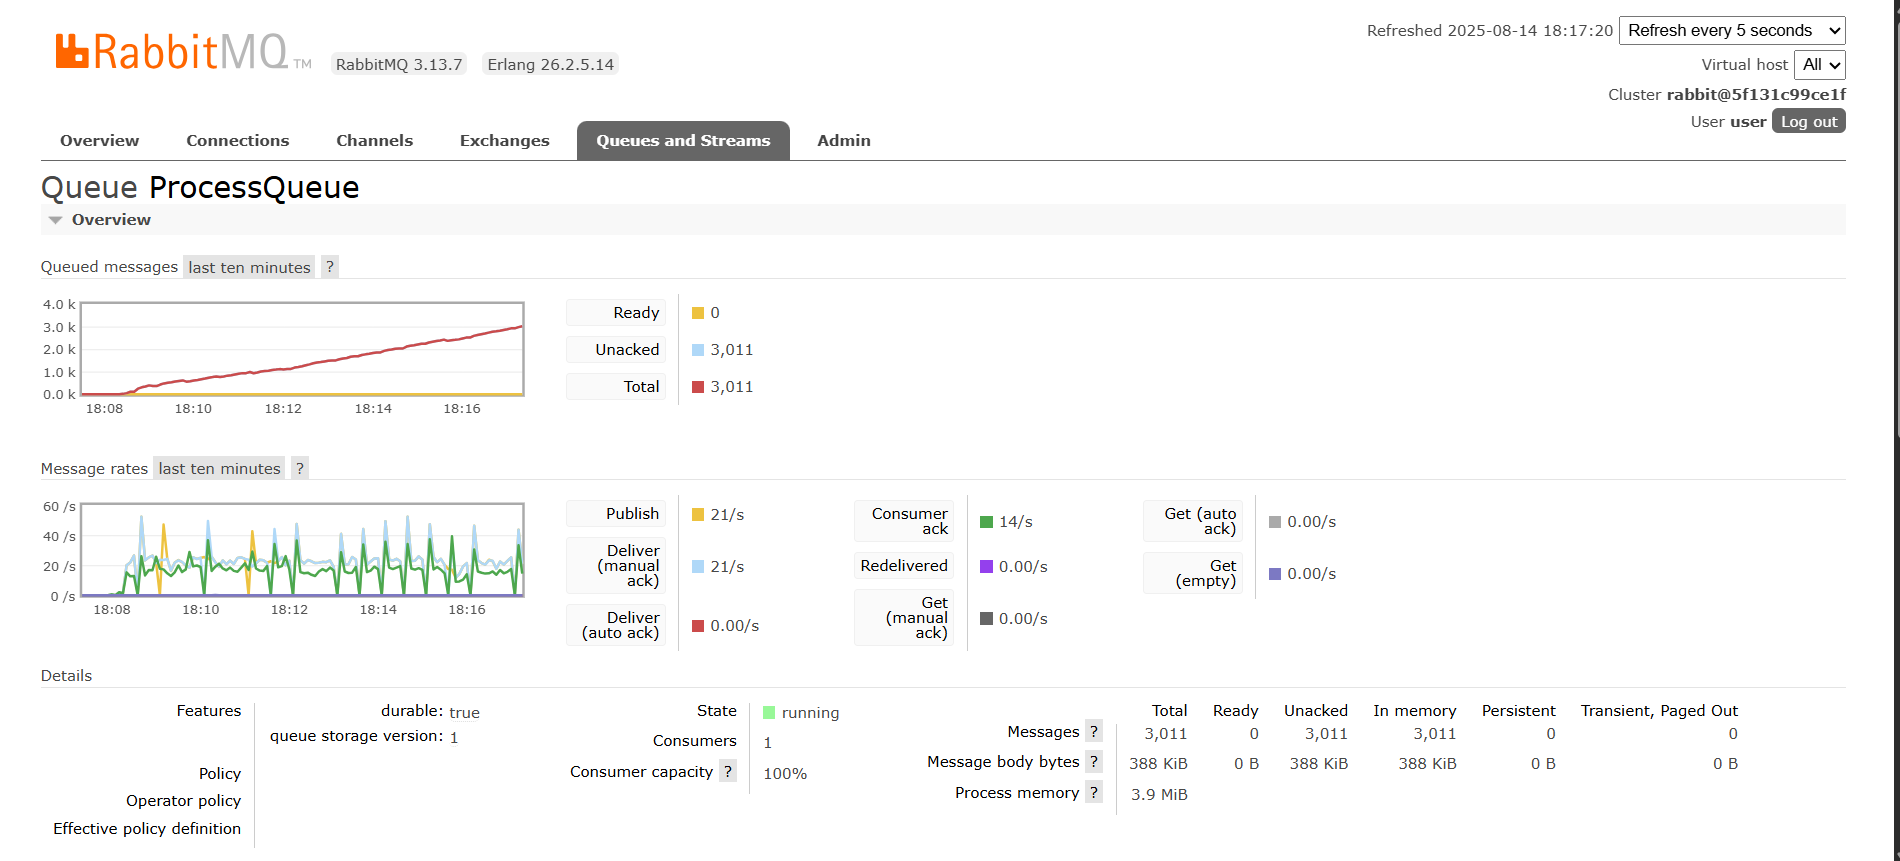 RabbitMQ TM RabbitMQ 3.13.7 Erlang 26.2.5.14
Refreshed 2025-08-14 18:17:20 Refresh every 5 seconds
Virtual host All
Cluster rabbit@5f131c99ce1f
User user Log out
Overview Connections Channels Exchanges Queues and Streams Admin
Queue ProcessQueue
Overview
Queued messages last ten minutes ?
4.0 k
3.0 k
2.0 k
1.0 k
0.0 k
18:08 18:10 18:12 18:14 18:16
Ready 0
Unacked 3,011
Total 3,011
Message rates last ten minutes ?
60 /s
40 /s
20 /s
0 /s
18:08 18:10 18:12 18:14 18:16
Publish 21/s
Deliver
(manual
ack)
21/s
Deliver
(auto ack)
0.00/s
Consumer
ack
14/s
Redelivered 0.00/s
Get
(manual
ack)
0.00/s
Get (auto
ack)
0.00/s
Get
(empty)
0.00/s
Details
Features durable: true
queue storage version: 1
Policy
Operator policy
Effective policy definition
State running
Consumers 1
Consumer capacity ? 100%
Total Ready Unacked In memory Persistent Transient, Paged Out
Messages ? 3,011 0 3,011 3,011 0 0
Message body bytes ? 388 KiB 0 B 388 KiB 388 KiB 0 B 0 B
Process memory ? 3.9 MiB